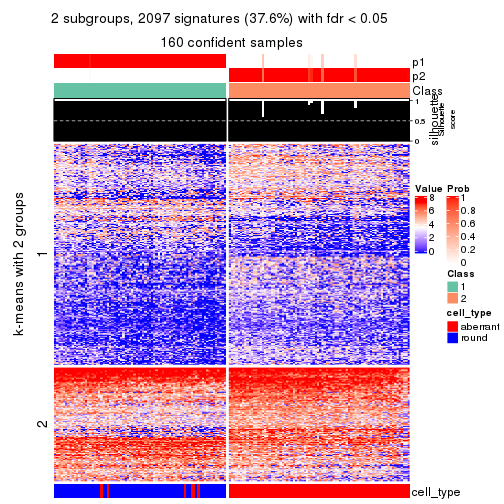 2 subgroups, 2097 signatures (37.6%) with fdr < 0.05
160 confident samples
p1
p2
Class
1
0.5
0
silhouette
Silhouette
score
k-means with 2 groups
1
2
Value
8
6
4
2
0
Prob
1
0.8
0.6
0.4
0.2
0
Class
1
2
cell_type
aberrant
round
cell_type